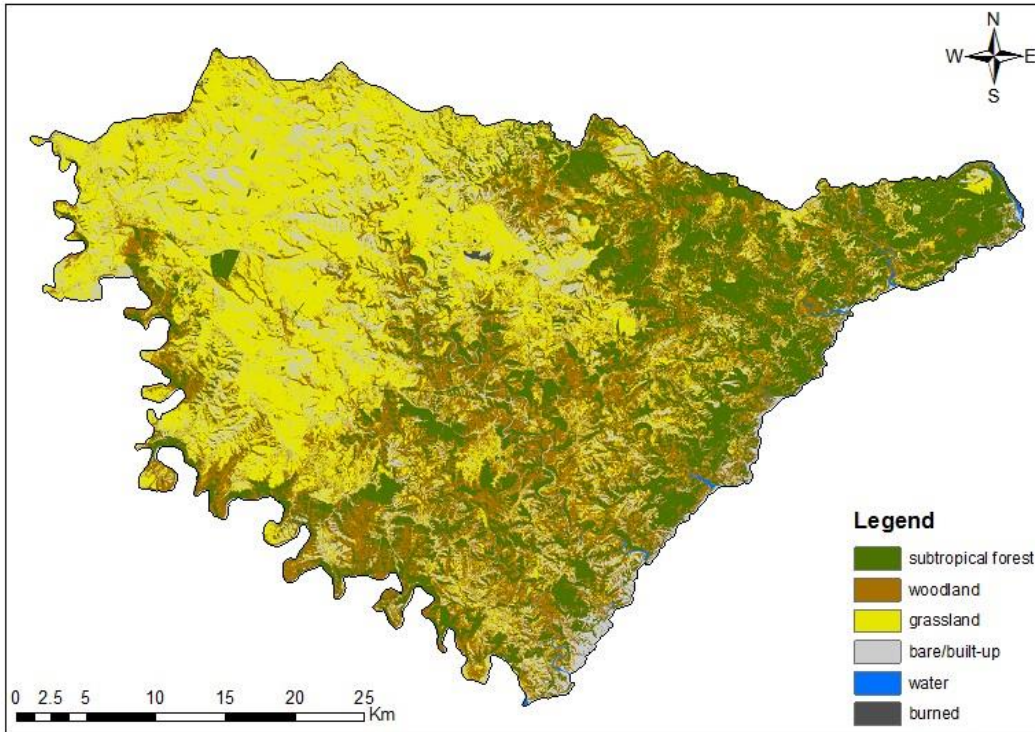 N
W E
S
Legend
subtropical forest
woodland
grassland
bare/built-up
water
burned
0 2.5 5 10 15 20 25
Km